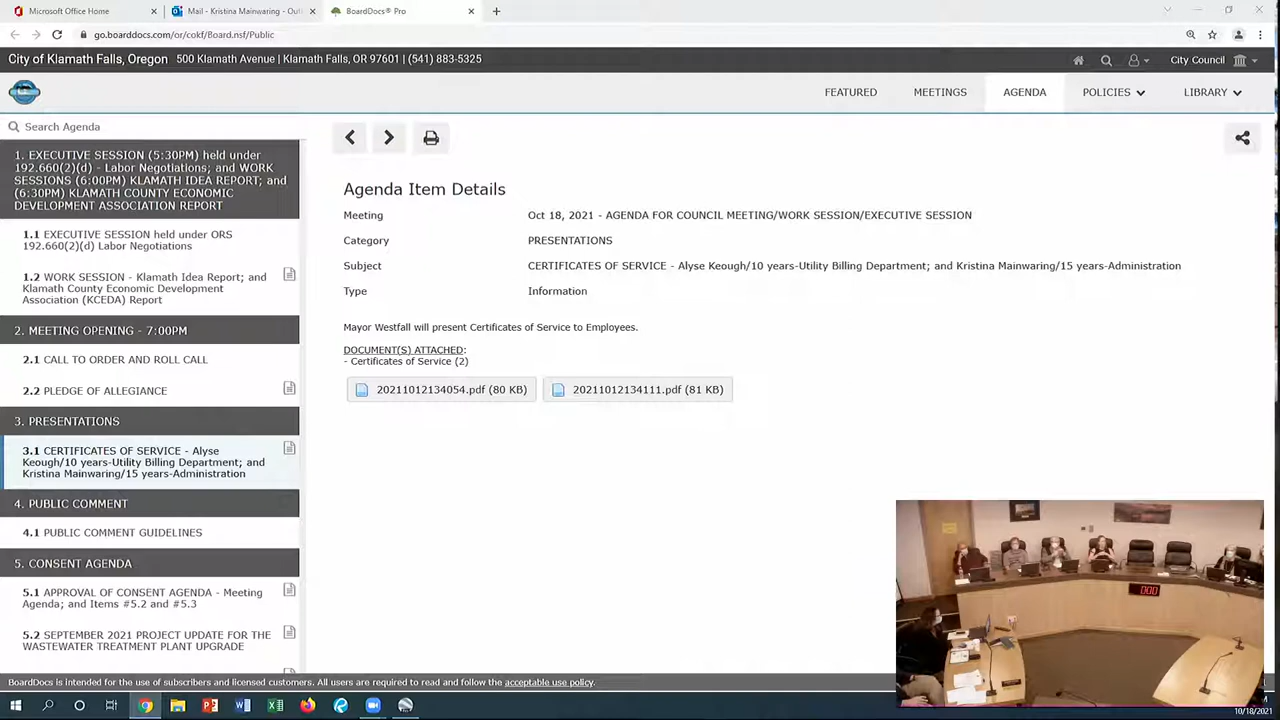 Microsoft Office Home
Mail - Kristina Mainwaring - Outl
BoardDocs® Pro
go.boarddocs.com/or/cokf/Board.nsf/Public
City of Klamath Falls, Oregon 500 Klamath Avenue | Klamath Falls, OR 97601 | (541) 883-5325
City Council
FEATURED
MEETINGS
AGENDA
POLICIES
LIBRARY
Search Agenda
1. EXECUTIVE SESSION (5:30PM) held under
192.660(2)(d) - Labor Negotiations; and WORK
SESSIONS (6:00PM) KLAMATH IDEA REPORT; and
(6:30PM) KLAMATH COUNTY ECONOMIC
DEVELOPMENT ASSOCIATION REPORT
1.1 EXECUTIVE SESSION held under ORS
192.660(2)(d) Labor Negotiations
1.2 WORK SESSION - Klamath Idea Report; and
Klamath County Economic Development
Association (KCEDA) Report
2. MEETING OPENING - 7:00PM
2.1 CALL TO ORDER AND ROLL CALL
2.2 PLEDGE OF ALLEGIANCE
3. PRESENTATIONS
3.1 CERTIFICATES OF SERVICE - Alyse
Keough/10 years-Utility Billing Department; and
Kristina Mainwaring/15 years-Administration
4. PUBLIC COMMENT
4.1 PUBLIC COMMENT GUIDELINES
5. CONSENT AGENDA
5.1 APPROVAL OF CONSENT AGENDA - Meeting
Agenda; and Items #5.2 and #5.3
5.2 SEPTEMBER 2021 PROJECT UPDATE FOR THE
WASTEWATER TREATMENT PLANT UPGRADE
Agenda Item Details
Meeting
Oct 18, 2021 - AGENDA FOR COUNCIL MEETING/WORK SESSION/EXECUTIVE SESSION
Category
PRESENTATIONS
Subject
CERTIFICATES OF SERVICE - Alyse Keough/10 years-Utility Billing Department; and Kristina Mainwaring/15 years-Administration
Type
Information
Mayor Westfall will present Certificates of Service to Employees.
DOCUMENT(S) ATTACHED:
- Certificates of Service (2)
20211012134054.pdf (80 KB)
20211012134111.pdf (81 KB)
BoardDocs is intended for the use of subscribers and licensed customers. All users are required to read and follow the acceptable use policy.
10/18/2021